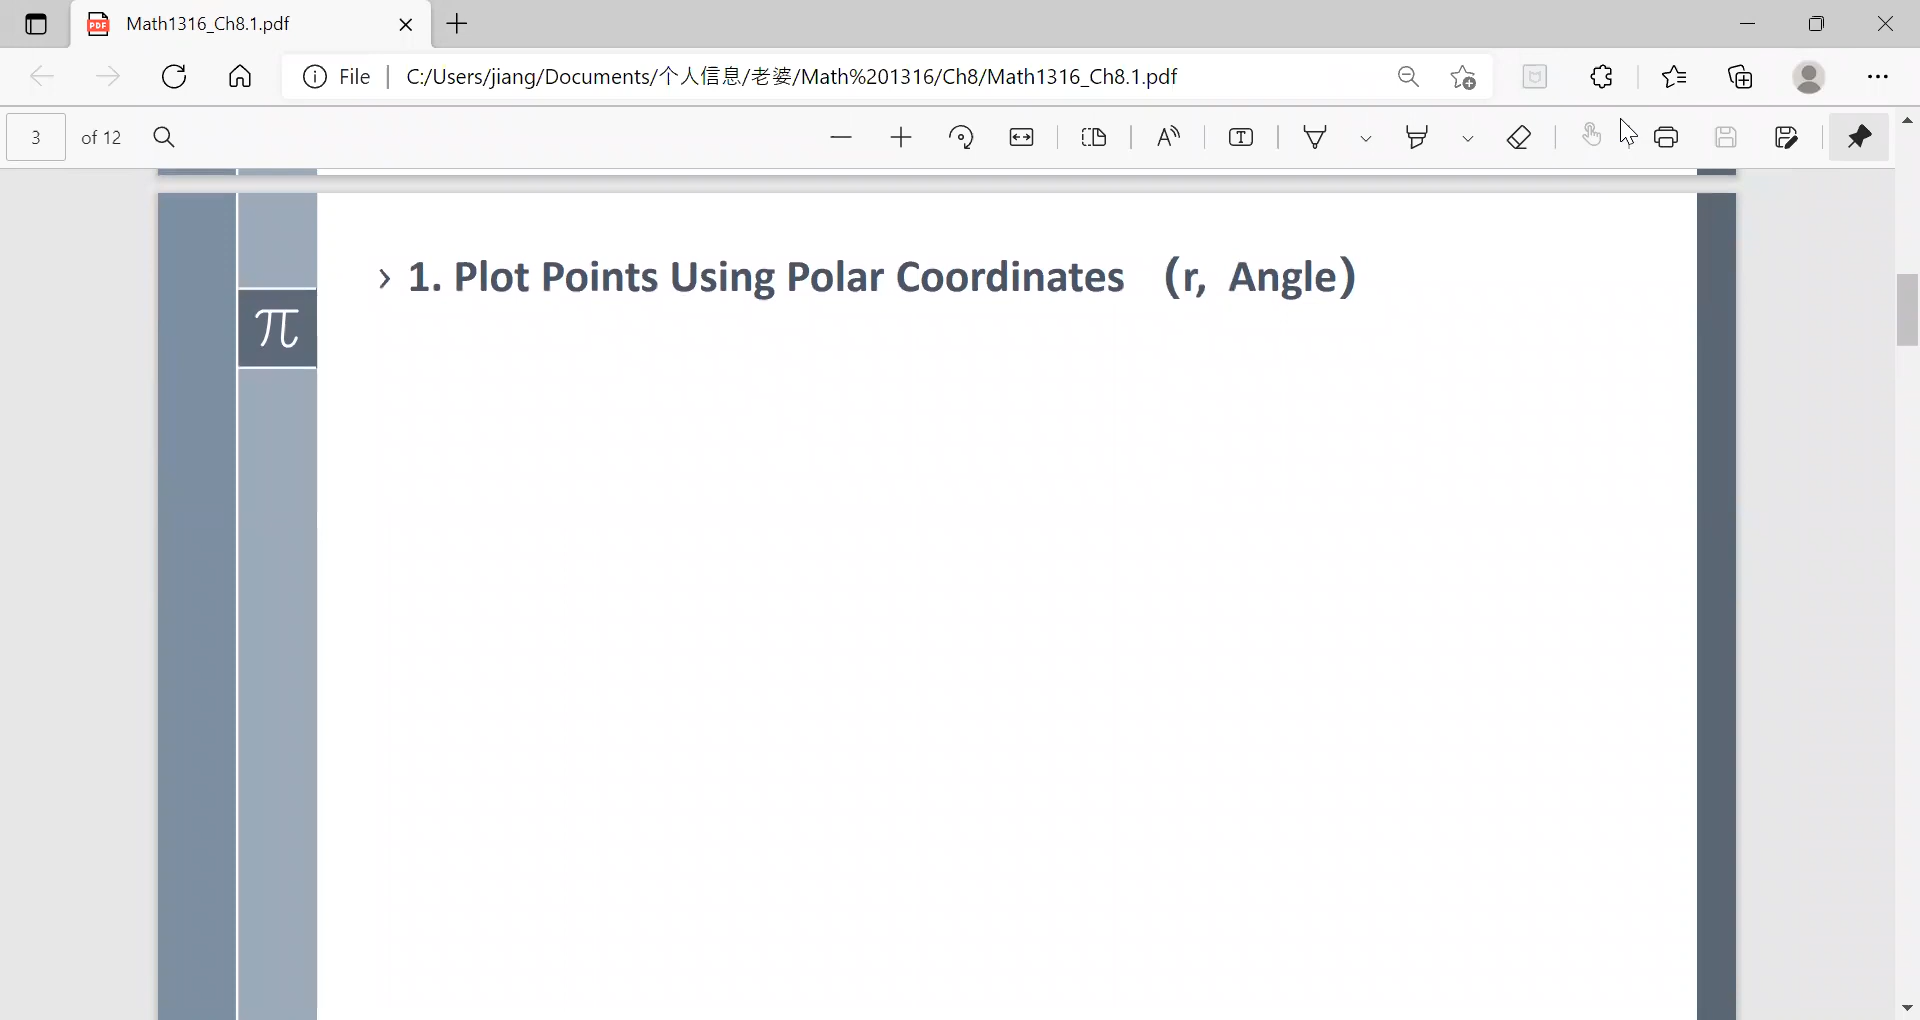 PDF Math1316_Ch8.1.pdf
File C:/Users/jiang/Documents/个人信息/老婆/Math%201316/Ch8/Math1316_Ch8.1.pdf
3 of 12
› 1. Plot Points Using Polar Coordinates (r, Angle)
π